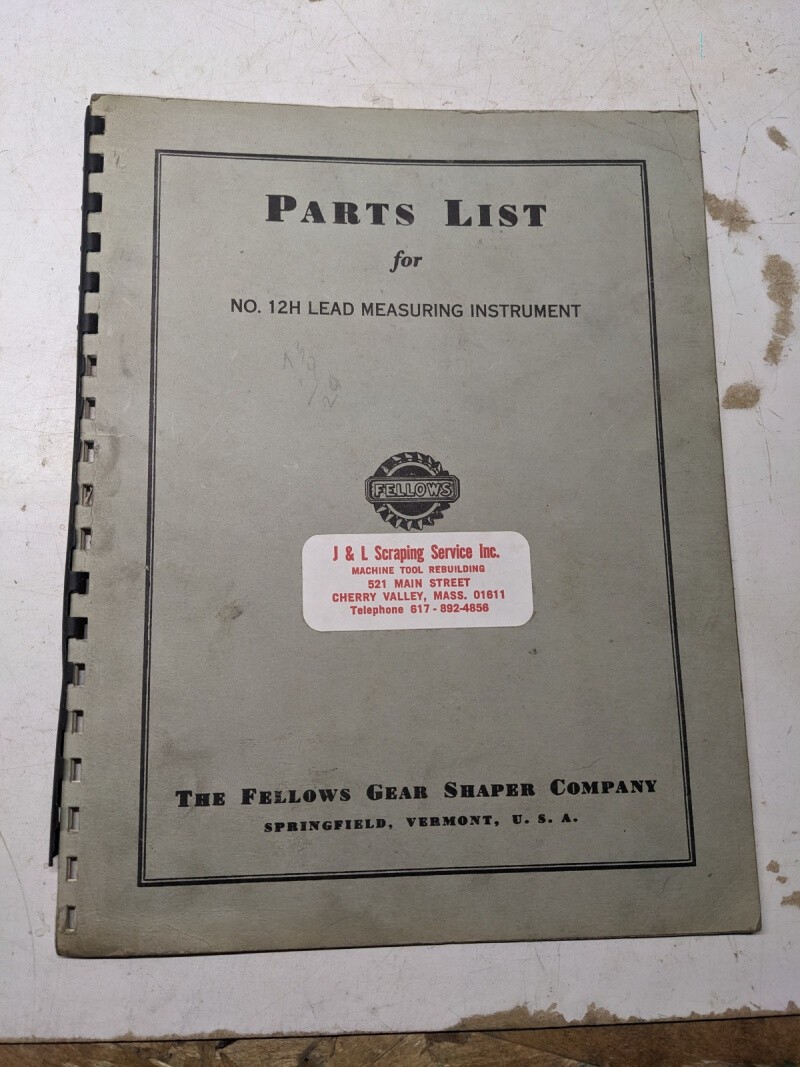 PARTS LIST
for
NO. 12H LEAD MEASURING INSTRUMENT
FELLOWS
J & L Scraping Service Inc.
MACHINE TOOL REBUILDING
521 MAIN STREET
CHERRY VALLEY, MASS. 01611
Telephone 617 - 892-4856
THE FELLOWS GEAR SHAPER COMPANY
SPRINGFIELD, VERMONT, U. S. A.